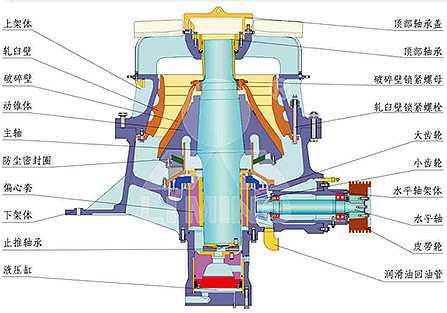 上架体
轧臼壁
破碎壁
动锥体
主轴
防尘密封圈
偏心套
下架体
止推轴承
液压缸
顶部轴承盖
顶部轴承
破碎壁锁紧螺母
轧臼壁锁紧螺栓
大齿轮
小齿轮
水平轴架体
水平轴
皮带轮
润滑油回油管